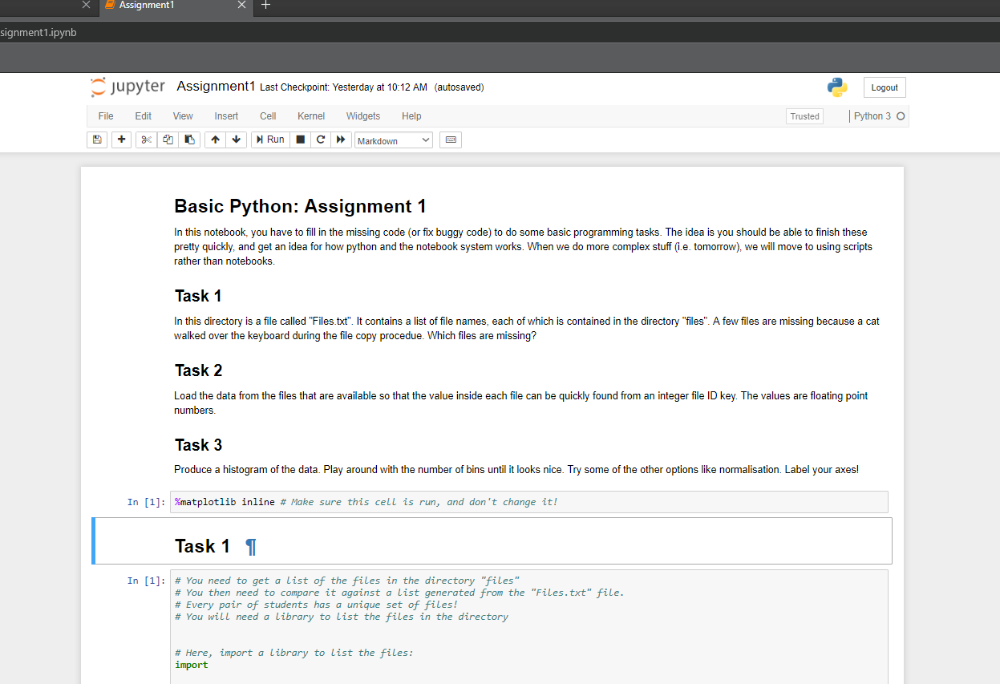 Assignment1
signment1.ipynb
jupyter Assignment1 Last Checkpoint: Yesterday at 10:12 AM (autosaved)
Logout
File Edit View Insert Cell Kernel Widgets Help
Trusted
Python 3
Run
Markdown
Basic Python: Assignment 1
In this notebook, you have to fill in the missing code (or fix buggy code) to do some basic programming tasks. The idea is you should be able to finish these
pretty quickly, and get an idea for how python and the notebook system works. When we do more complex stuff (i.e. tomorrow), we will move to using scripts
rather than notebooks.
Task 1
In this directory is a file called "Files.txt". It contains a list of file names, each of which is contained in the directory "files". A few files are missing because a cat
walked over the keyboard during the file copy procedue. Which files are missing?
Task 2
Load the data from the files that are available so that the value inside each file can be quickly found from an integer file ID key. The values are floating point
numbers.
Task 3
Produce a histogram of the data. Play around with the number of bins until it looks nice. Try some of the other options like normalisation. Label your axes!
In [1]: %matplotlib inline # Make sure this cell is run, and don't change it!
Task 1 ¶
In [1]: # You need to get a list of the files in the directory "files"
# You then need to compare it against a list generated from the "Files.txt" file.
# Every pair of students has a unique set of files!
# You will need a library to list the files in the directory
# Here, import a library to list the files:
import